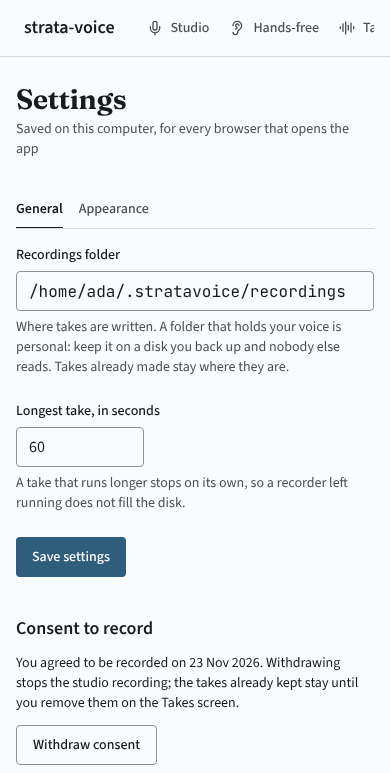 strata-voice Studio Hands-free Ta
Settings
Saved on this computer, for every browser that opens the
app
General Appearance
Recordings folder
/home/ada/.stratavoice/recordings
Where takes are written. A folder that holds your voice is
personal: keep it on a disk you back up and nobody else
reads. Takes already made stay where they are.
Longest take, in seconds
60
A take that runs longer stops on its own, so a recorder left
running does not fill the disk.
Save settings
Consent to record
You agreed to be recorded on 23 Nov 2026. Withdrawing
stops the studio recording; the takes already kept stay until
you remove them on the Takes screen.
Withdraw consent